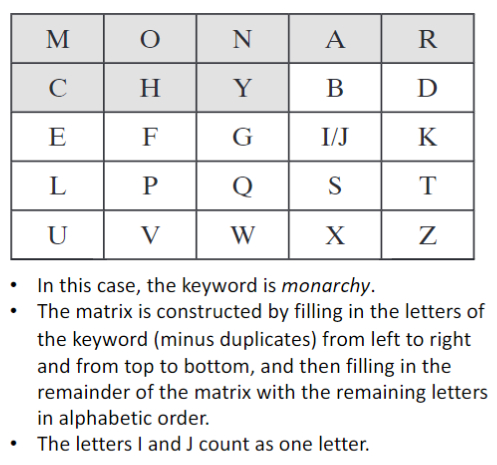 M O N A R
C H Y B D
E F G I/J K
L P Q S T
U V W X Z
• In this case, the keyword is monarchy.
• The matrix is constructed by filling in the letters of
the keyword (minus duplicates) from left to right
and from top to bottom, and then filling in the
remainder of the matrix with the remaining letters
in alphabetic order.
• The letters I and J count as one letter.